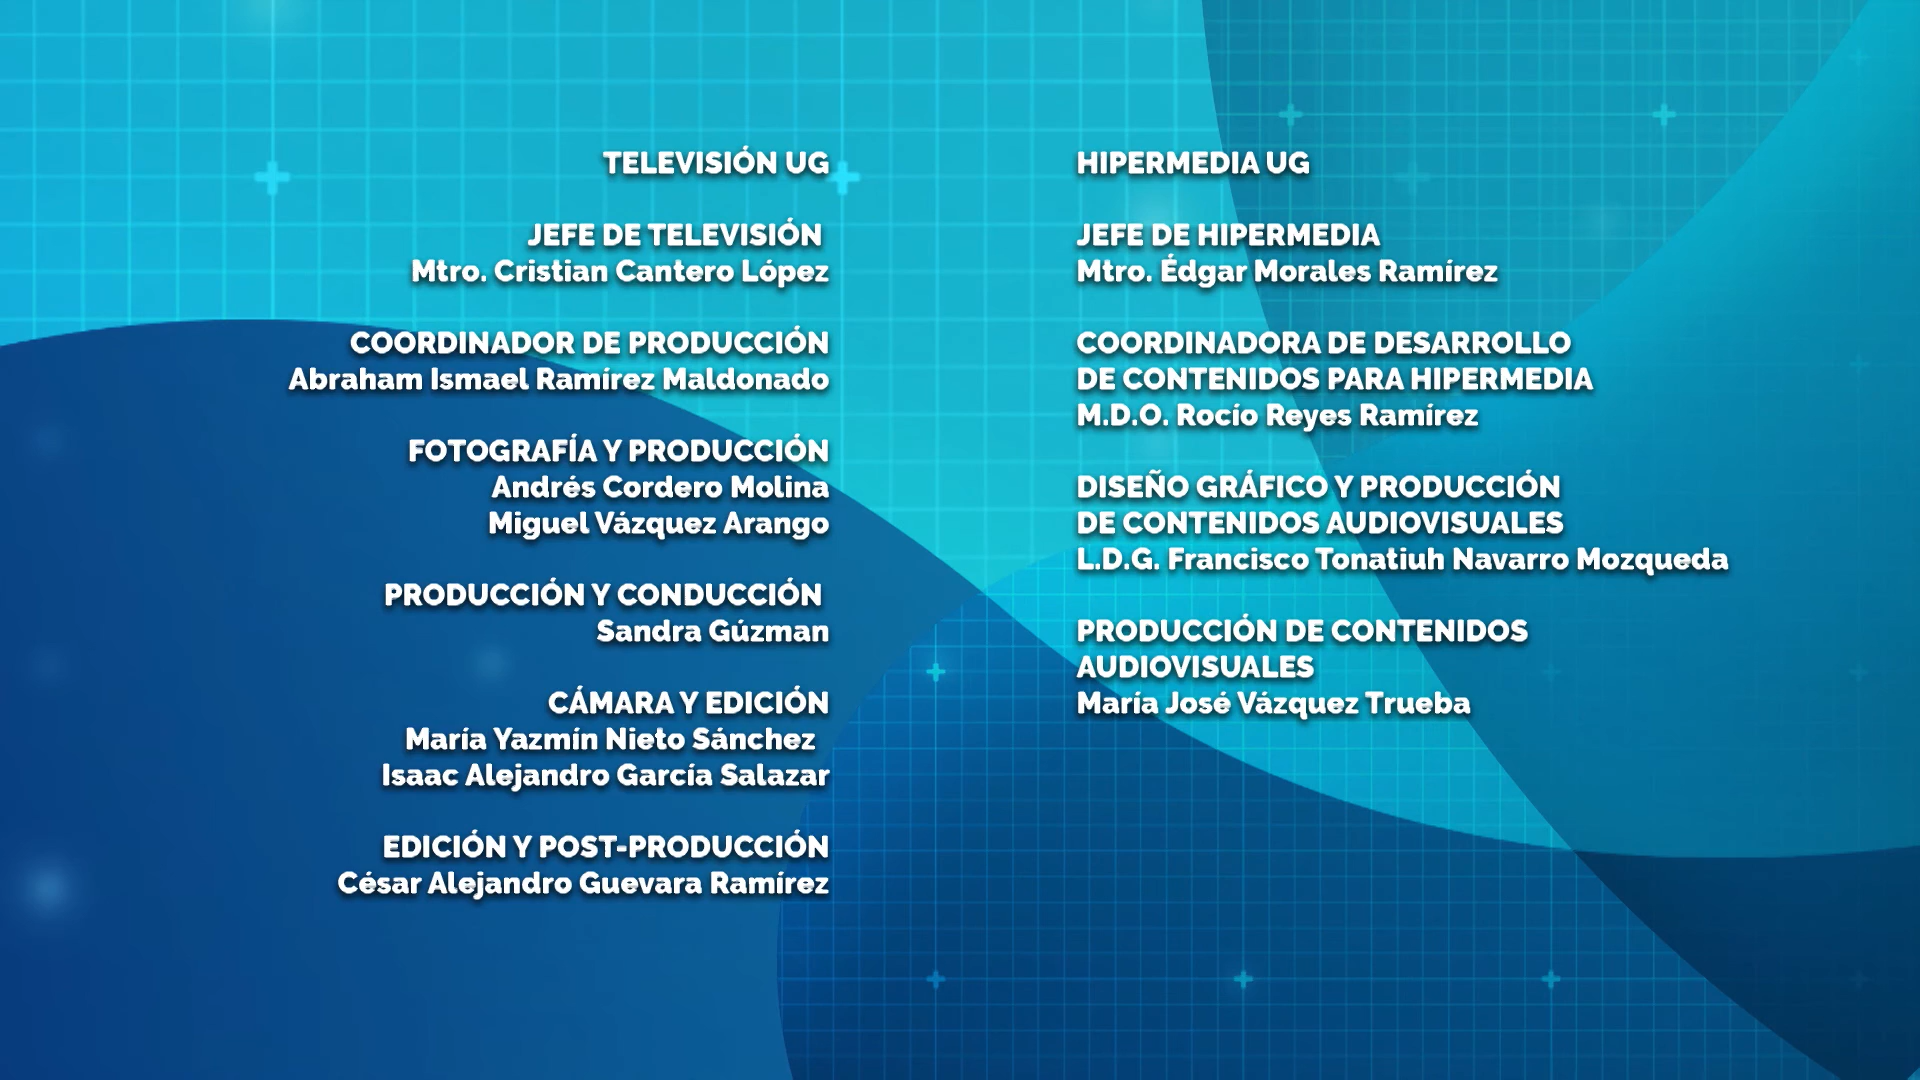 TELEVISIÓN UG
JEFE DE TELEVISIÓN
Mtro. Cristian Cantero López
COORDINADOR DE PRODUCCIÓN
Abraham Ismael Ramírez Maldonado
FOTOGRAFÍA Y PRODUCCIÓN
Andrés Cordero Molina
Miguel Vázquez Arango
PRODUCCIÓN Y CONDUCCIÓN
Sandra Gúzman
CÁMARA Y EDICIÓN
María Yazmín Nieto Sánchez
Isaac Alejandro García Salazar
EDICIÓN Y POST-PRODUCCIÓN
César Alejandro Guevara Ramírez
HIPERMEDIA UG
JEFE DE HIPERMEDIA
Mtro. Édgar Morales Ramírez
COORDINADORA DE DESARROLLO
DE CONTENIDOS PARA HIPERMEDIA
M.D.O. Rocío Reyes Ramírez
DISEÑO GRÁFICO Y PRODUCCIÓN
DE CONTENIDOS AUDIOVISUALES
L.D.G. Francisco Tonatiuh Navarro Mozqueda
PRODUCCIÓN DE CONTENIDOS
AUDIOVISUALES
María José Vázquez Trueba